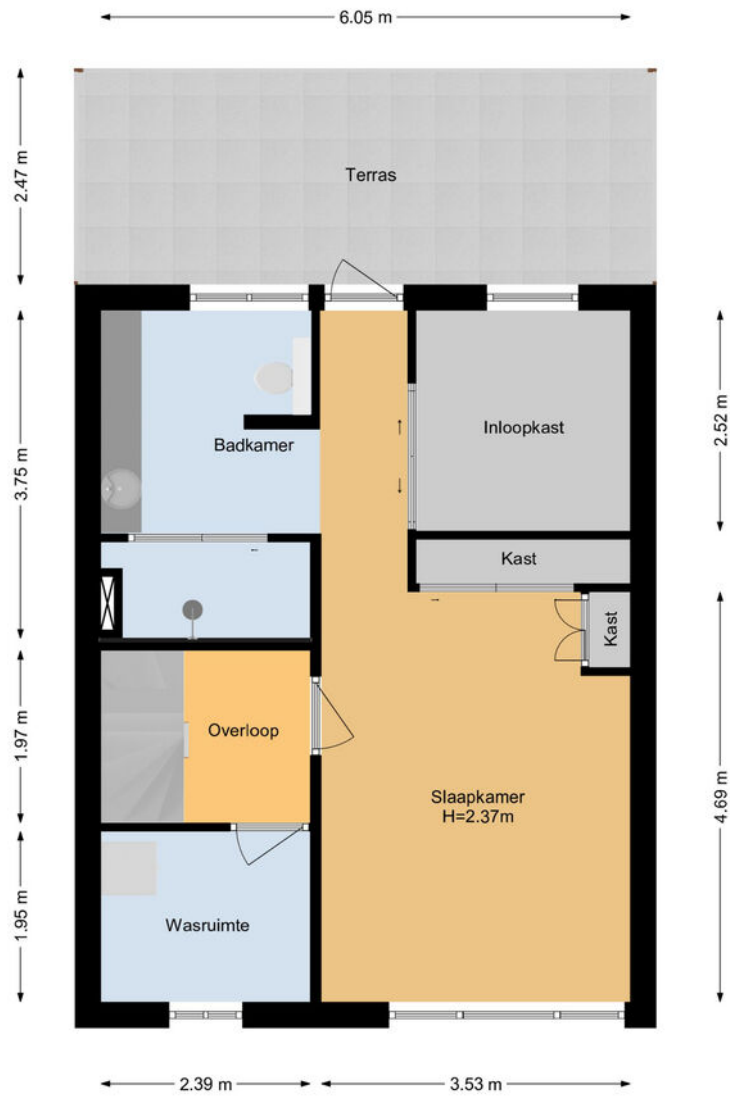 6.05 m
2.47 m
Terras
3.75 m
2.52 m
Inloopkast
Badkamer
Kast
Kast
1.97 m
Overloop
4.69 m
Slaapkamer
H=2.37m
1.95 m
Wasruimte
2.39 m
3.53 m